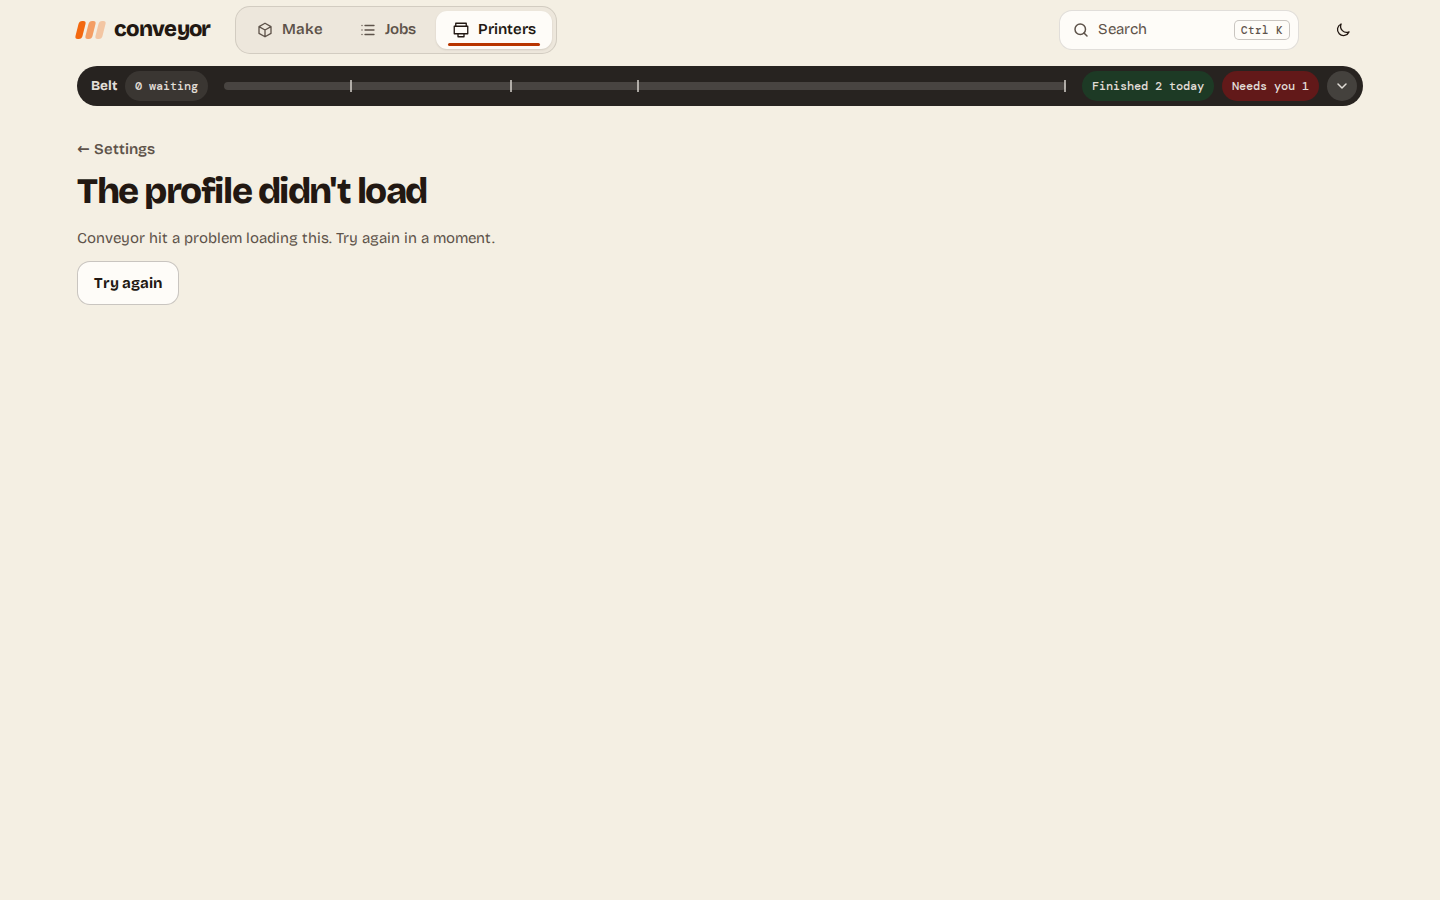 conveyor
Make
Jobs
Printers
Search
Ctrl K
Belt
0 waiting
Finished 2 today
Needs you 1
← Settings
The profile didn't load
Conveyor hit a problem loading this. Try again in a moment.
Try again